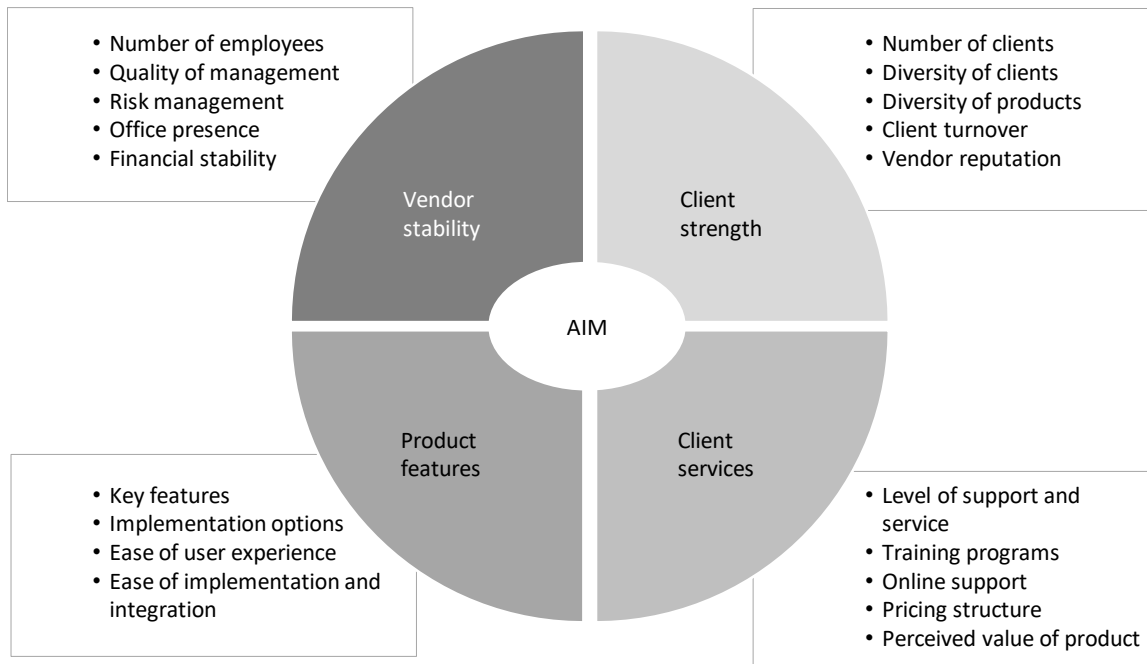 • Number of employees
• Quality of management
• Risk management
• Office presence
• Financial stability
• Number of clients
• Diversity of clients
• Diversity of products
• Client turnover
• Vendor reputation
Vendor
stability
Client
strength
AIM
Product
features
Client
services
• Key features
• Implementation options
• Ease of user experience
• Ease of implementation and
integration
• Level of support and
service
• Training programs
• Online support
• Pricing structure
• Perceived value of product